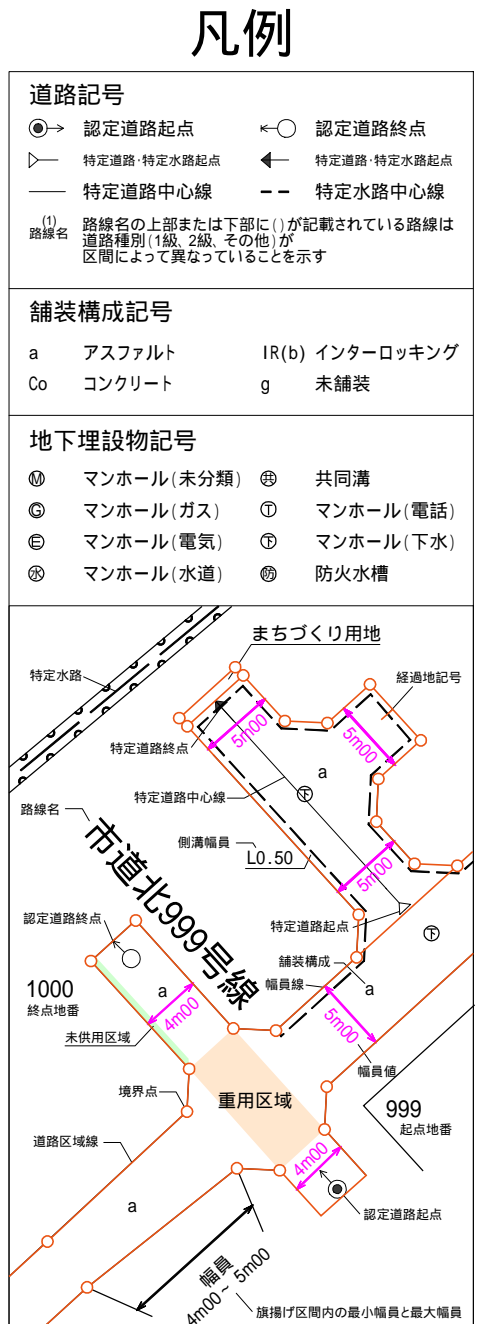 凡例
道路記号
認定道路起点
認定道路終点
特定道路・特定水路起点
特定道路・特定水路起点
特定道路中心線
特定水路中心線
(1)
路線名
路線名の上部または下部に()が記載されている路線は
道路種別(1級、2級、その他)が
区間によって異なっていることを示す
舗装構成記号
a アスファルト
IR(b) インターロッキング
Co コンクリート
g 未舗装
地下埋設物記号
Ⓜ マンホール(未分類)
㊓ 共同溝
Ⓖ マンホール(ガス)
Ⓣ マンホール(電話)
Ⓔ マンホール(電気)
㊦ マンホール(下水)
㊌ マンホール(水道)
防 防火水槽
まちづくり用地
特定水路
経過地記号
5m00
5m00
特定道路終点
a
特定道路中心線
下
路線名
側溝幅員
L0.50
5m00
市道北999号線
認定道路終点
特定道路起点
下
舗装構成
1000
終点地番
a
幅員線
a
4m00
5m00
未供用区域
幅員値
境界点
重用区域
999
起点地番
道路区域線
4m00
a
認定道路起点
幅員
4m00~5m00
旗揚げ区間内の最小幅員と最大幅員